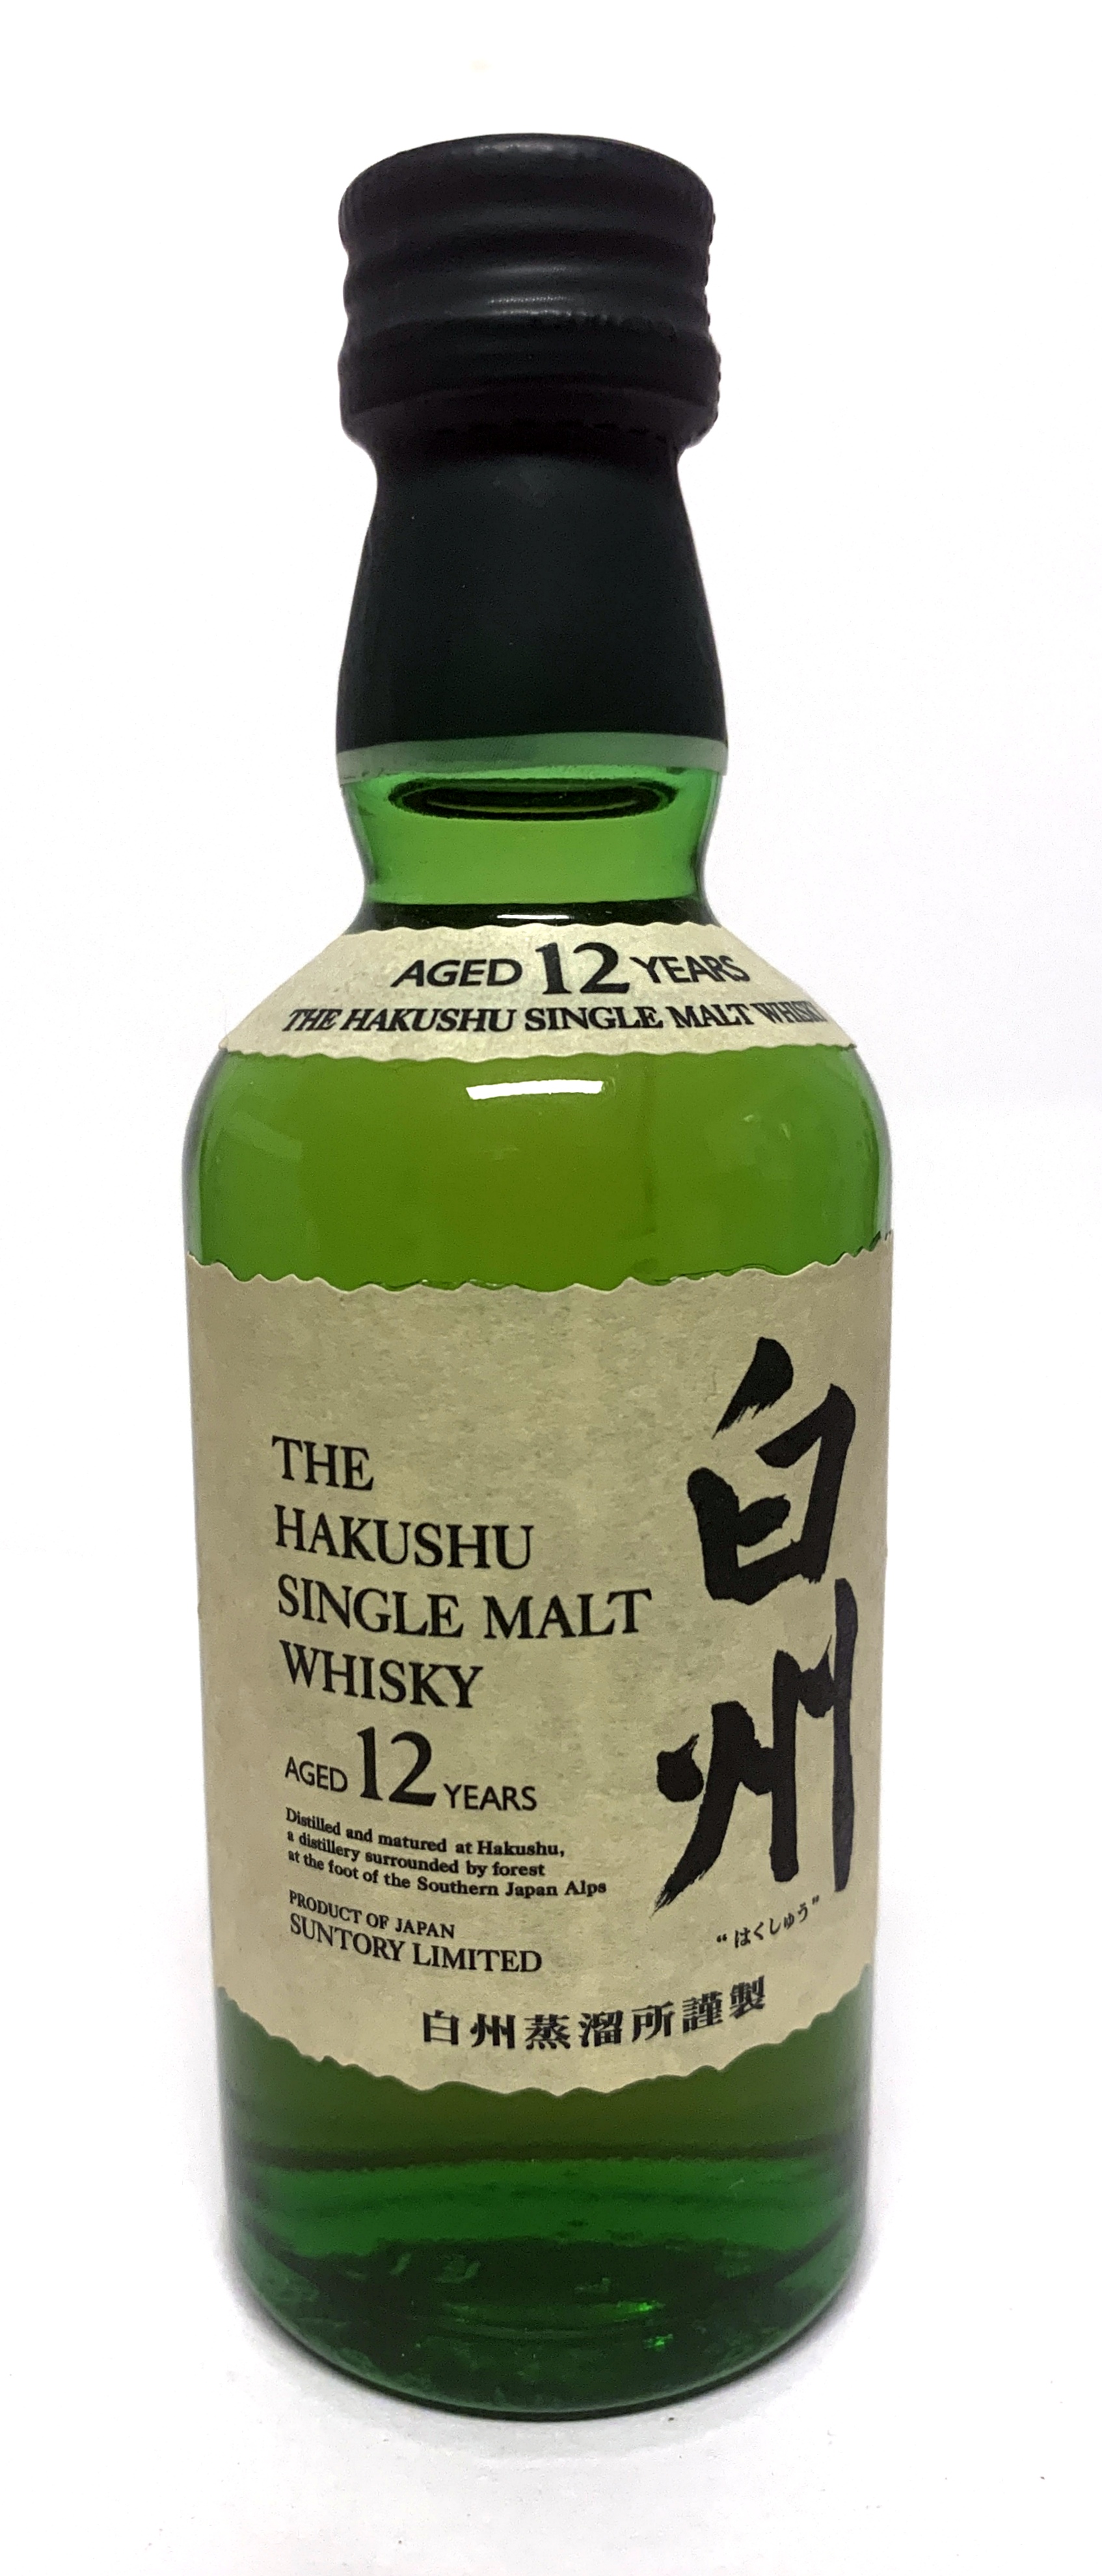 AGED 12 YEARS
THE HAKUSHU SINGLE MALT WHISKY
白州
THE
HAKUSHU
SINGLE MALT
WHISKY
AGED 12 YEARS
Distilled and matured at Hakushu,
a distillery surrounded by forest
at the foot of the Southern Japan Alps
PRODUCT OF JAPAN
SUNTORY LIMITED
“はくしゅう”
白州蒸溜所謹製